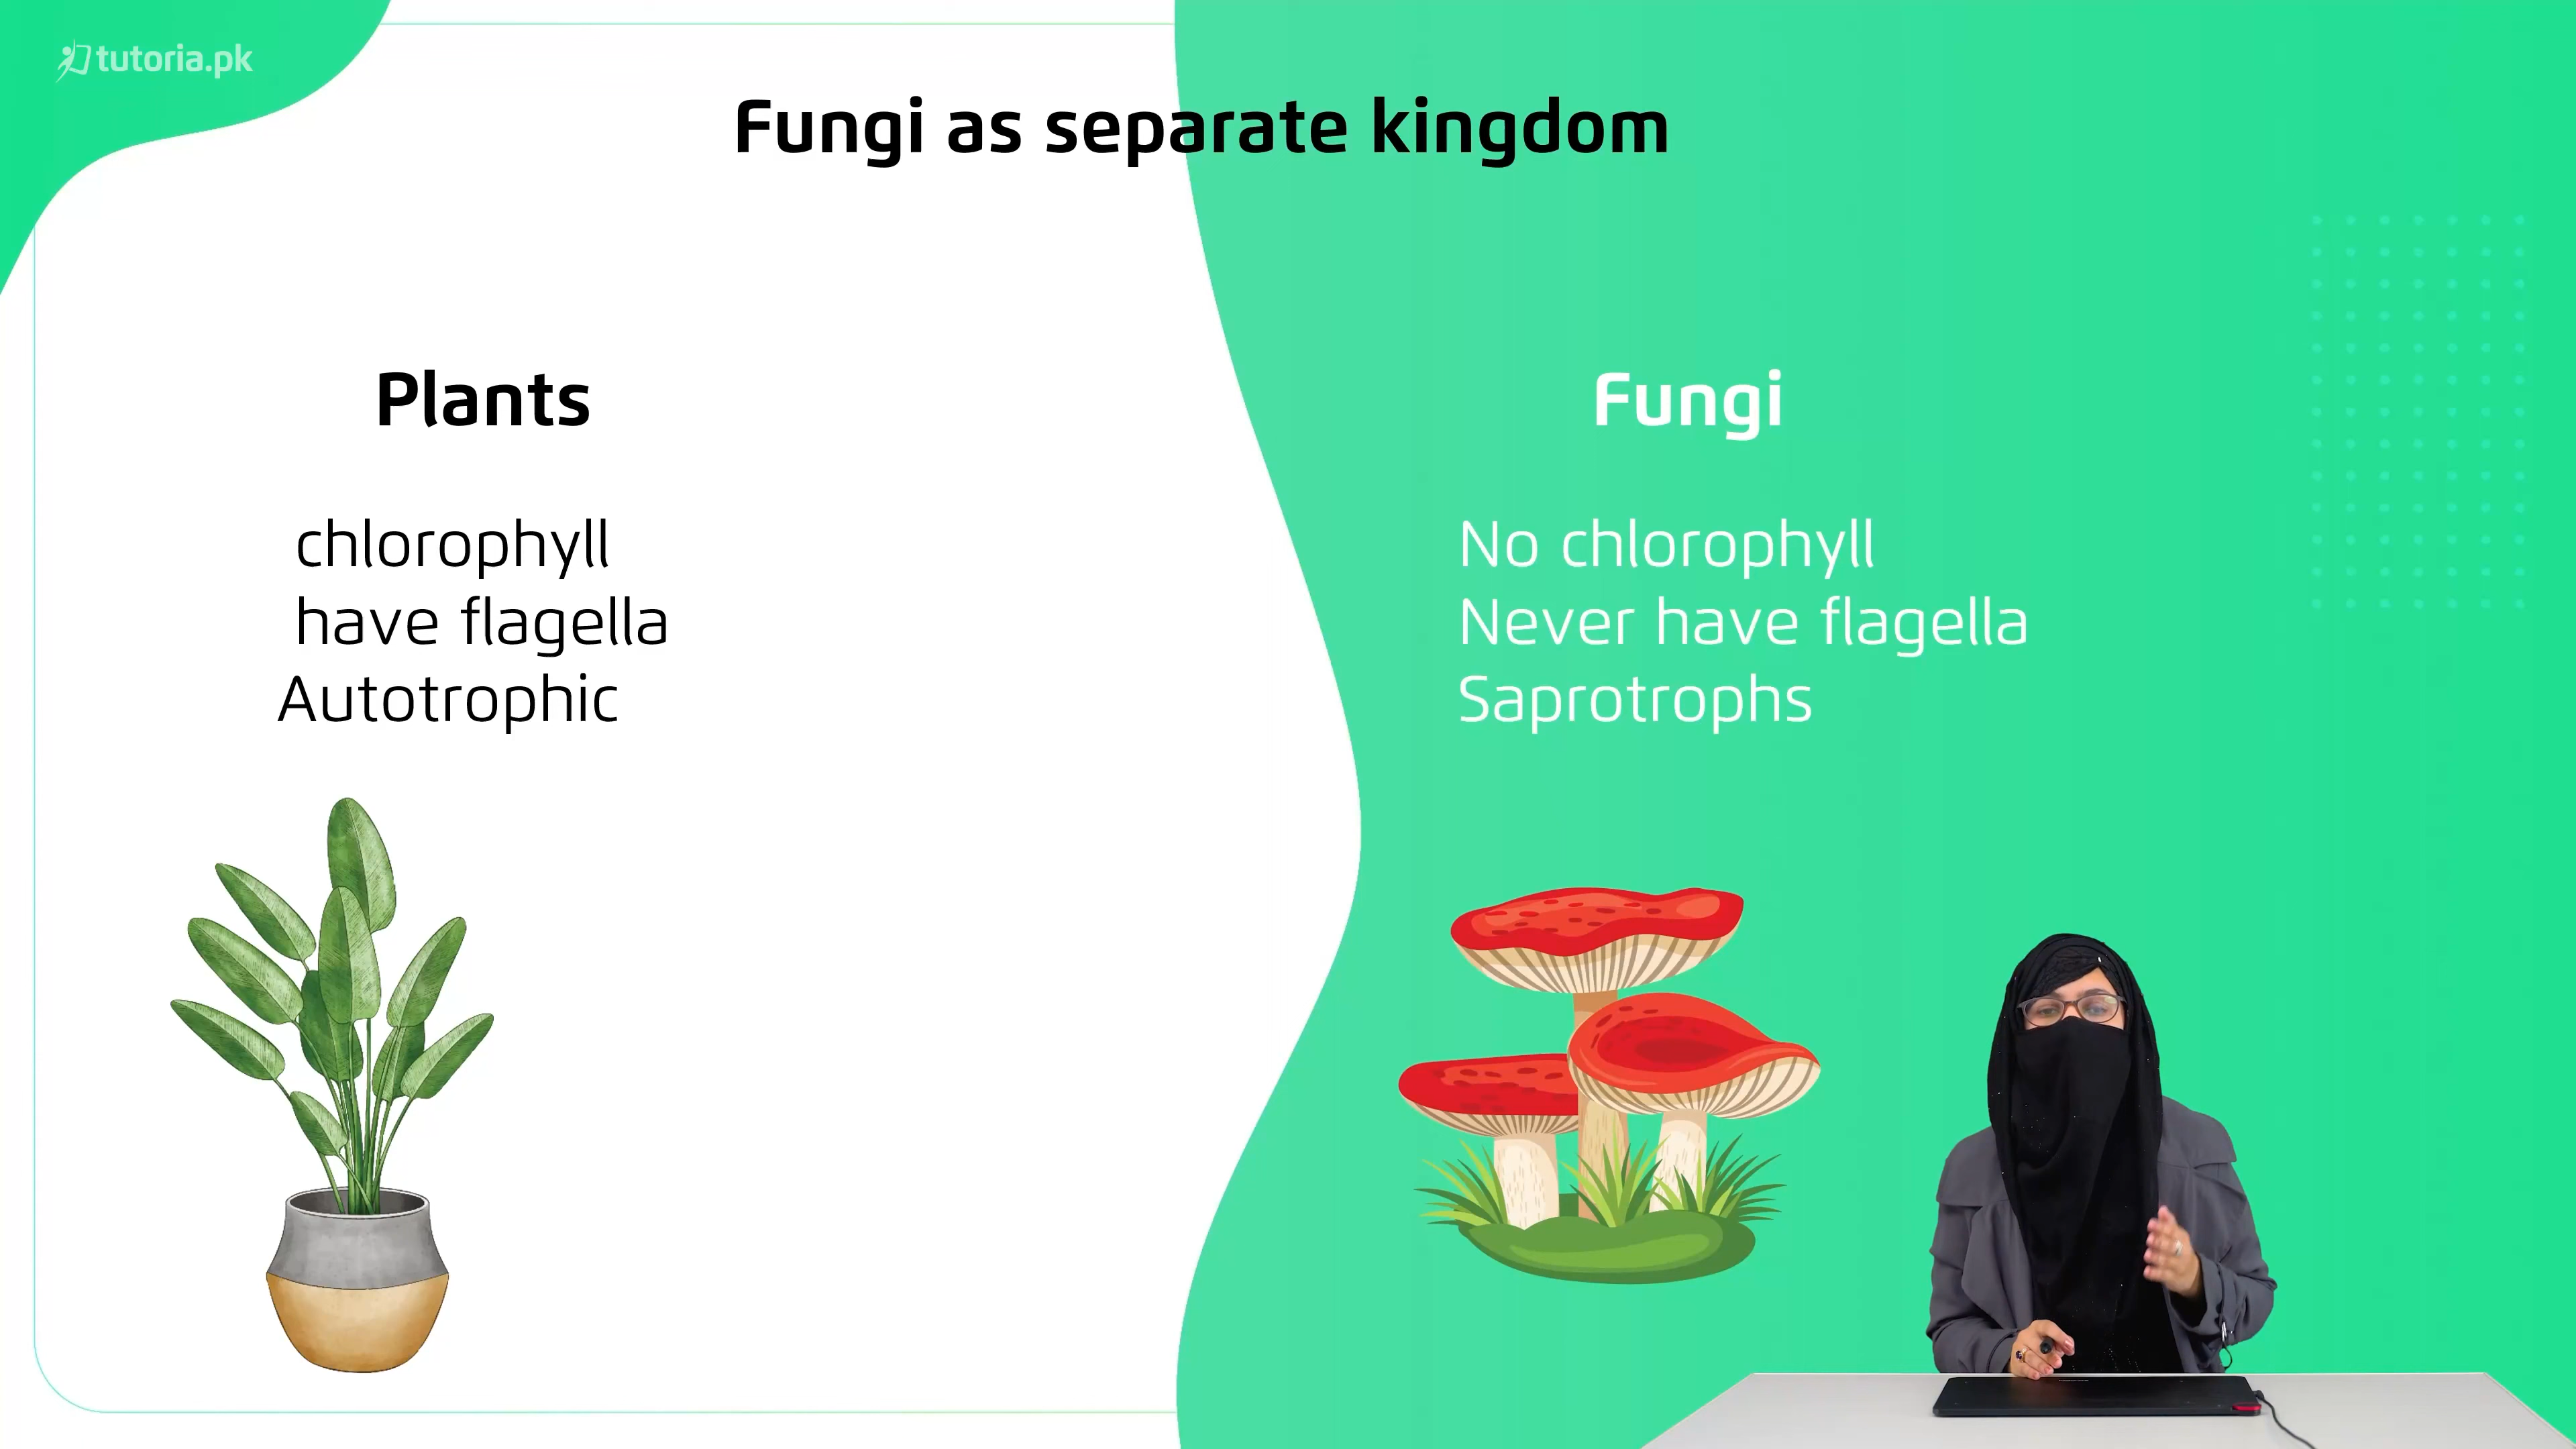 tutoria.pk
Fungi as separate kingdom
Plants
chlorophyll
have flagella
Autotrophic
Fungi
No chlorophyll
Never have flagella
Saprotrophs